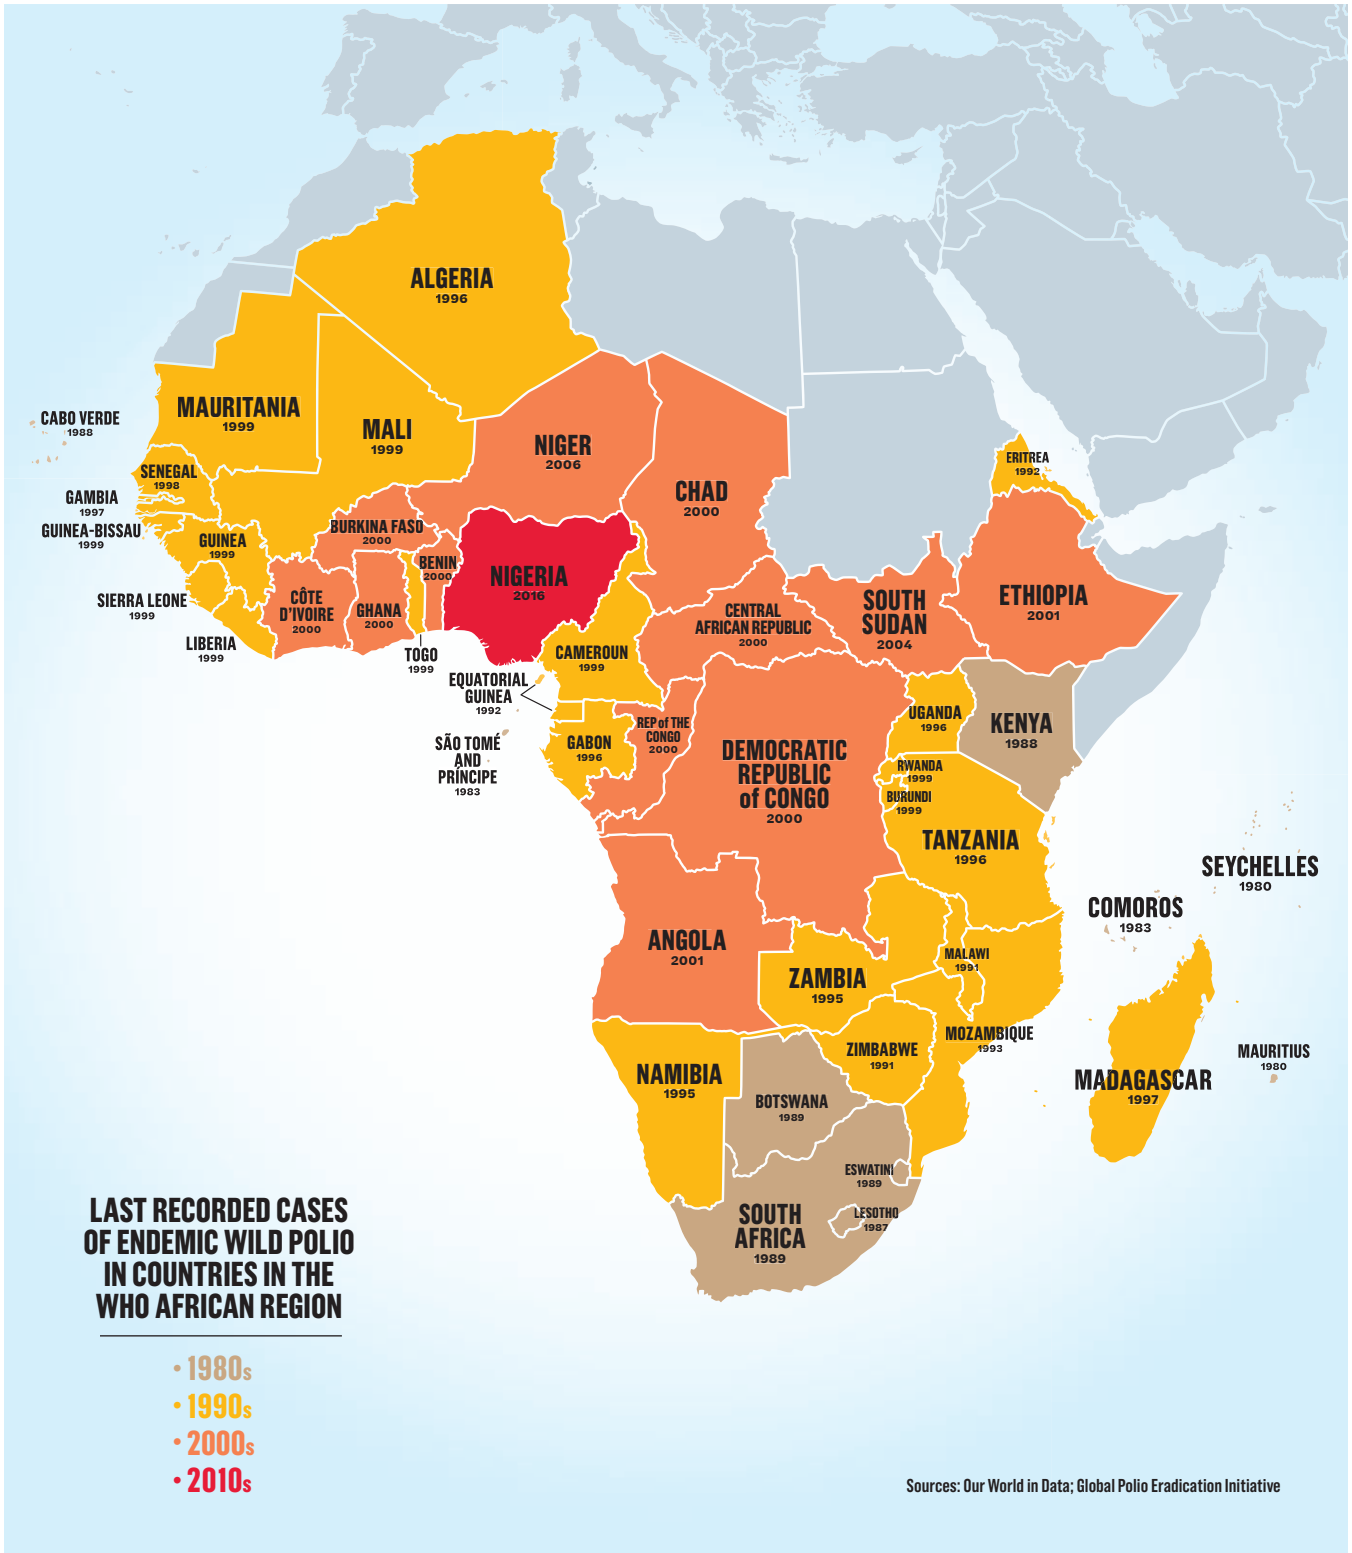 ALGERIA
1996
MAURITANIA
1999
MALI
1999
CABO VERDE
1988
NIGER
2006
CHAD
2000
ERITREA
1992
SENEGAL
1998
GAMBIA
1997
GUINEA-BISSAU
1999
GUINEA
1999
BURKINA FASO
2000
BENIN
2000
NIGERIA
2016
ETHIOPIA
2001
SIERRA LEONE
1999
CÔTE
D'IVOIRE
2000
GHANA
2000
CENTRAL
AFRICAN REPUBLIC
2000
SOUTH
SUDAN
2004
LIBERIA
1999
TOGO
1999
CAMEROUN
1999
EQUATORIAL
GUINEA
1992
SÃO TOMÉ
AND
PRÍNCIPE
1983
GABON
1996
REP of THE
CONGO
2000
DEMOCRATIC
REPUBLIC
of CONGO
2000
UGANDA
1996
KENYA
1988
RWANDA
1999
BURUNDI
1999
TANZANIA
1996
SEYCHELLES
1980
COMOROS
1983
ANGOLA
2001
ZAMBIA
1995
MALAWI
1991
MOZAMBIQUE
1993
ZIMBABWE
1991
MAURITIUS
1980
MADAGASCAR
1997
NAMIBIA
1995
BOTSWANA
1989
ESWATINI
1989
LESOTHO
1987
SOUTH
AFRICA
1989
LAST RECORDED CASES
OF ENDEMIC WILD POLIO
IN COUNTRIES IN THE
WHO AFRICAN REGION
• 1980s
• 1990s
• 2000s
• 2010s
Sources: Our World in Data; Global Polio Eradication Initiative